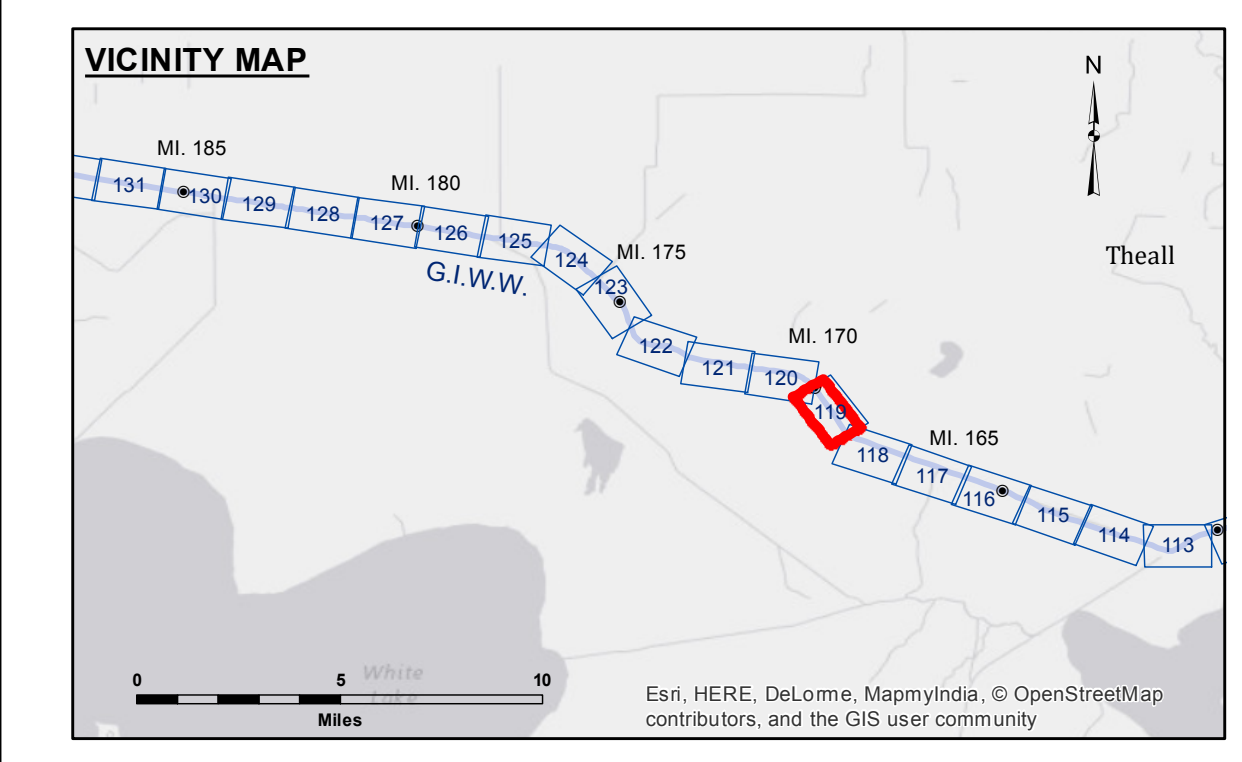 VICINITY MAP
N
MI. 185
MI. 180
131
130
129
128
127
126
125
124
MI. 175
Theall
G.I.W.W.
123
122
121
120
MI. 170
119
118
117
116
MI. 165
115
114
113
White
Lake
0 5 10
Miles
Esri, HERE, DeLorme, MapmyIndia, © OpenStreetMap
contributors, and the GIS user community